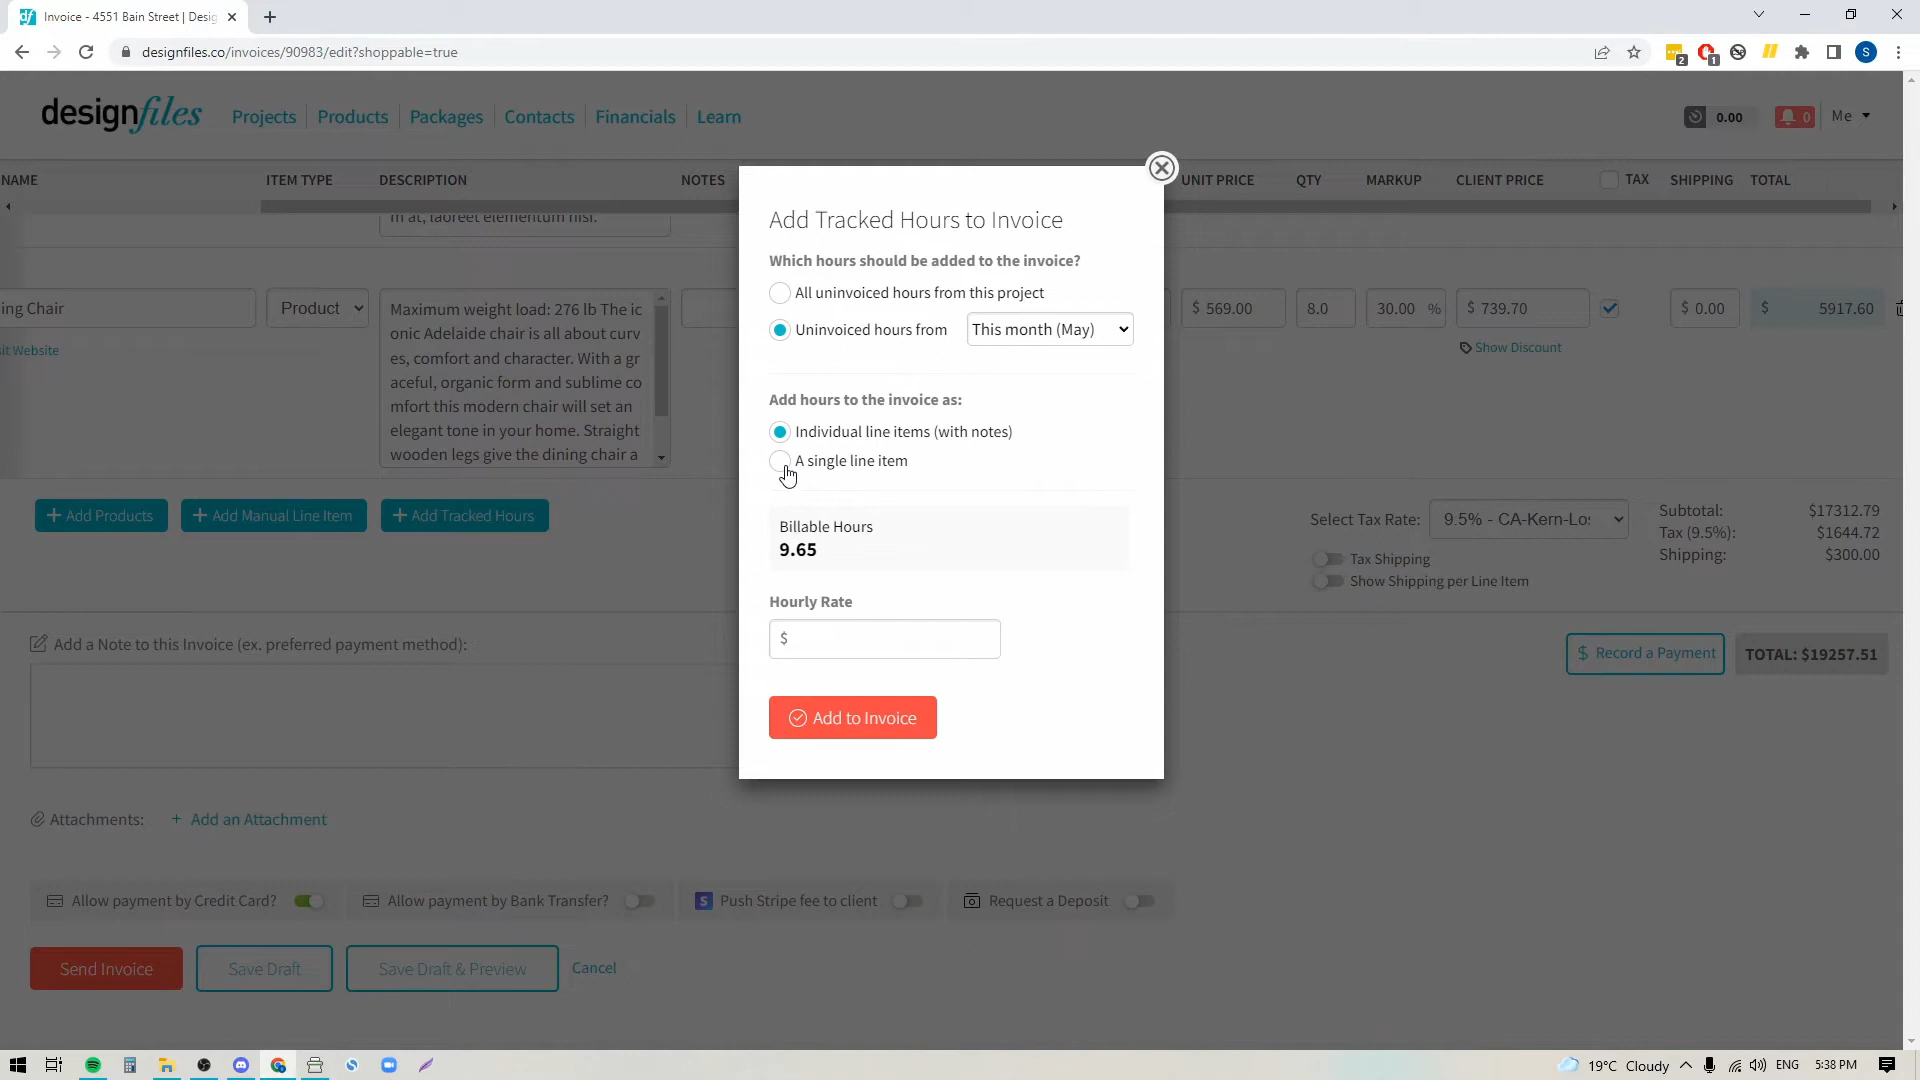 Invoice - 4551 Bain Street | Desig
designfiles.co/invoices/90983/edit?shoppable=true
2
1
S
designfiles
Projects
Products
Packages
Contacts
Financials
Learn
0.00
0
Me
NAME
ITEM TYPE
DESCRIPTION
NOTES
UNIT PRICE
QTY
MARKUP
CLIENT PRICE
TAX
SHIPPING
TOTAL
m at, laoreet elementum nisl.
ing Chair
Product
Maximum weight load: 276 lb The ic
onic Adelaide chair is all about curv
es, comfort and character. With a gr
aceful, organic form and sublime co
mfort this modern chair will set an
elegant tone in your home. Straight
wooden legs give the dining chair a
$ 569.00
8.0
30.00 %
$ 739.70
$ 0.00
$ 5917.60
it Website
Show Discount
Add Tracked Hours to Invoice
Which hours should be added to the invoice?
All uninvoiced hours from this project
Uninvoiced hours from
This month (May)
Add hours to the invoice as:
Individual line items (with notes)
A single line item
Billable Hours
9.65
Hourly Rate
$
Add to Invoice
+ Add Products
+ Add Manual Line Item
+ Add Tracked Hours
Select Tax Rate:
9.5% - CA-Kern-Los
Tax Shipping
Show Shipping per Line Item
Subtotal: $17312.79
Tax (9.5%): $1644.72
Shipping: $300.00
Add a Note to this Invoice (ex. preferred payment method):
$ Record a Payment
TOTAL: $19257.51
Attachments:
+ Add an Attachment
Allow payment by Credit Card?
Allow payment by Bank Transfer?
S Push Stripe fee to client
Request a Deposit
Send Invoice
Save Draft
Save Draft & Preview
Cancel
19°C Cloudy
ENG
5:38 PM